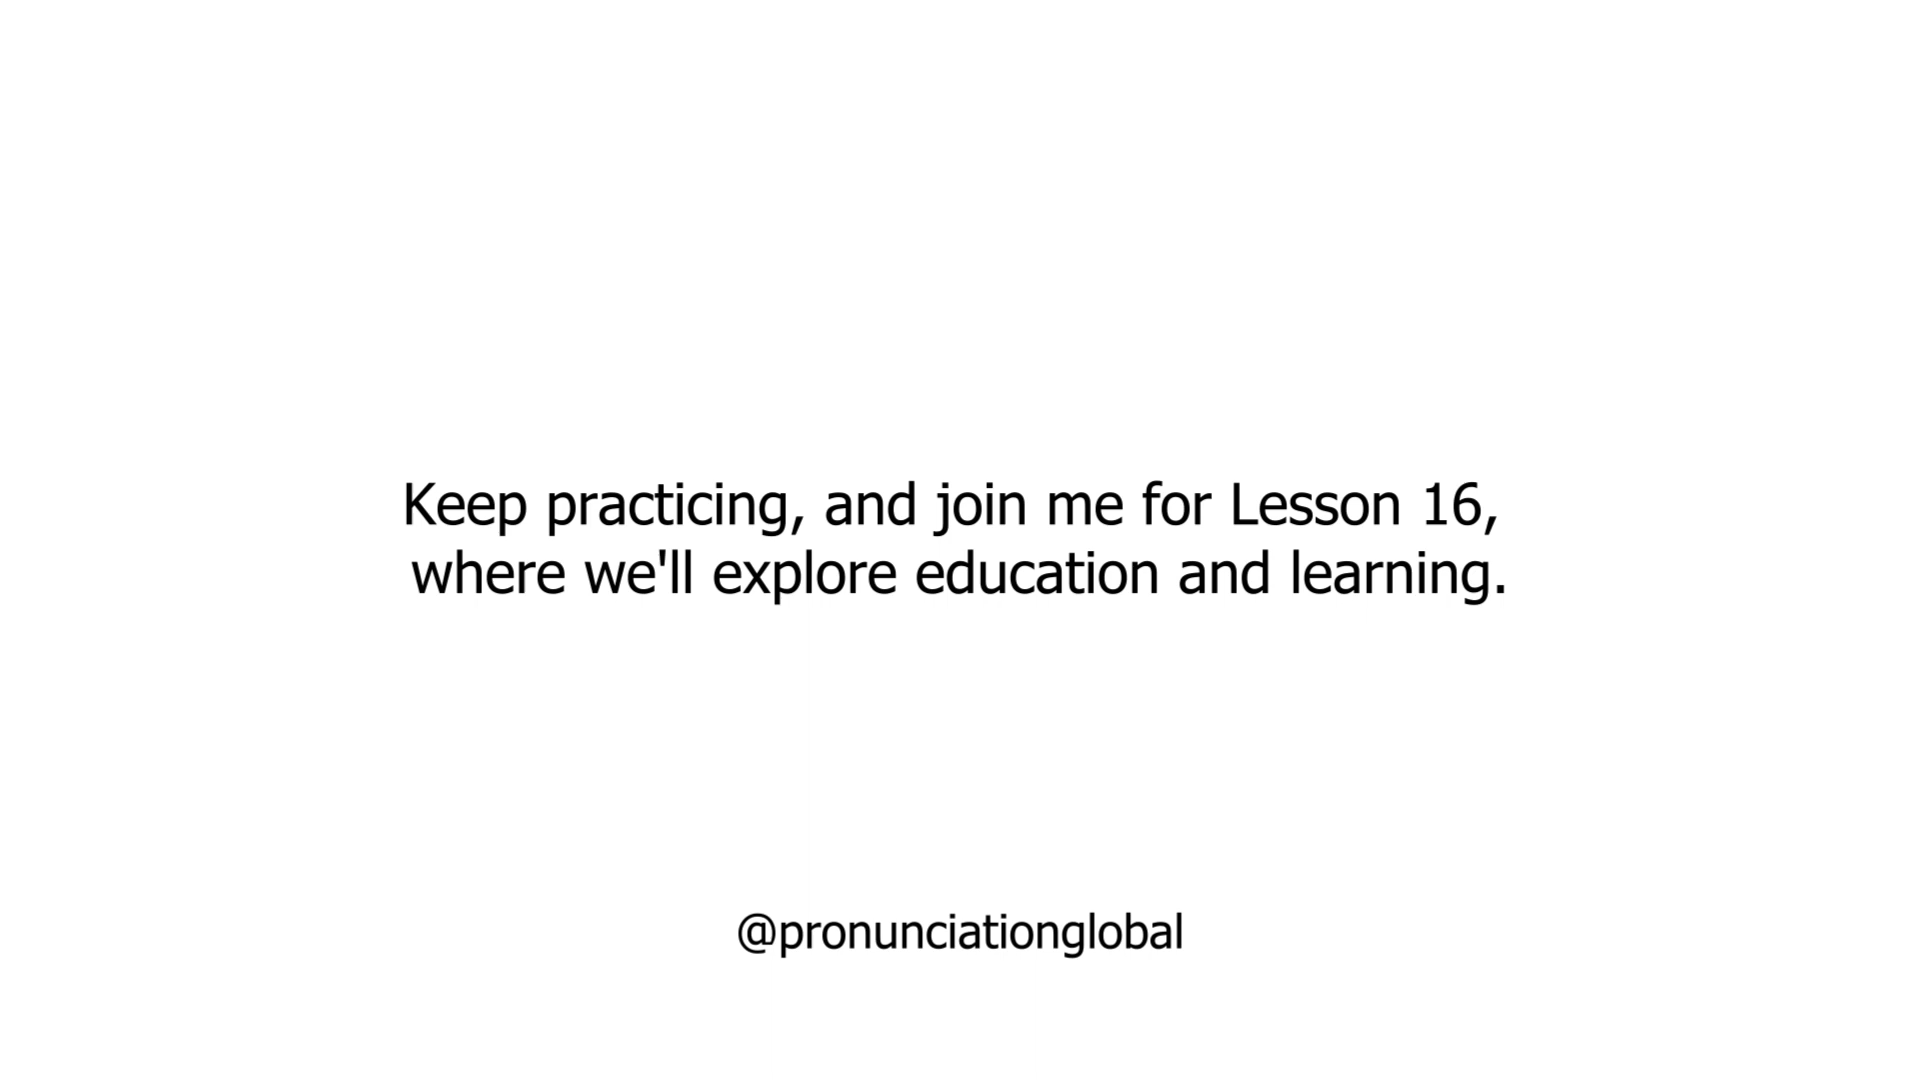 Keep practicing, and join me for Lesson 16,
where we'll explore education and learning.
@pronunciationglobal